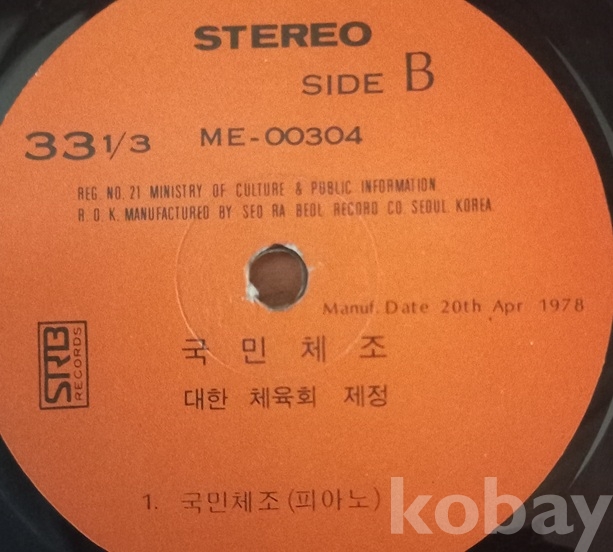 STEREO
SIDE B
33 1/3 ME-00304
REG. NO. 21 MINISTRY OF CULTURE & PUBLIC INFORMATION
R. O. K. MANUFACTURED BY SEO RA BEOL RECORD CO. SEOUL KOREA.
Manuf. Date 20th Apr 1978
SRB
RECORDS
국 민 체 조
대한 체육회 제정
1. 국민체조(피아노)
kobay